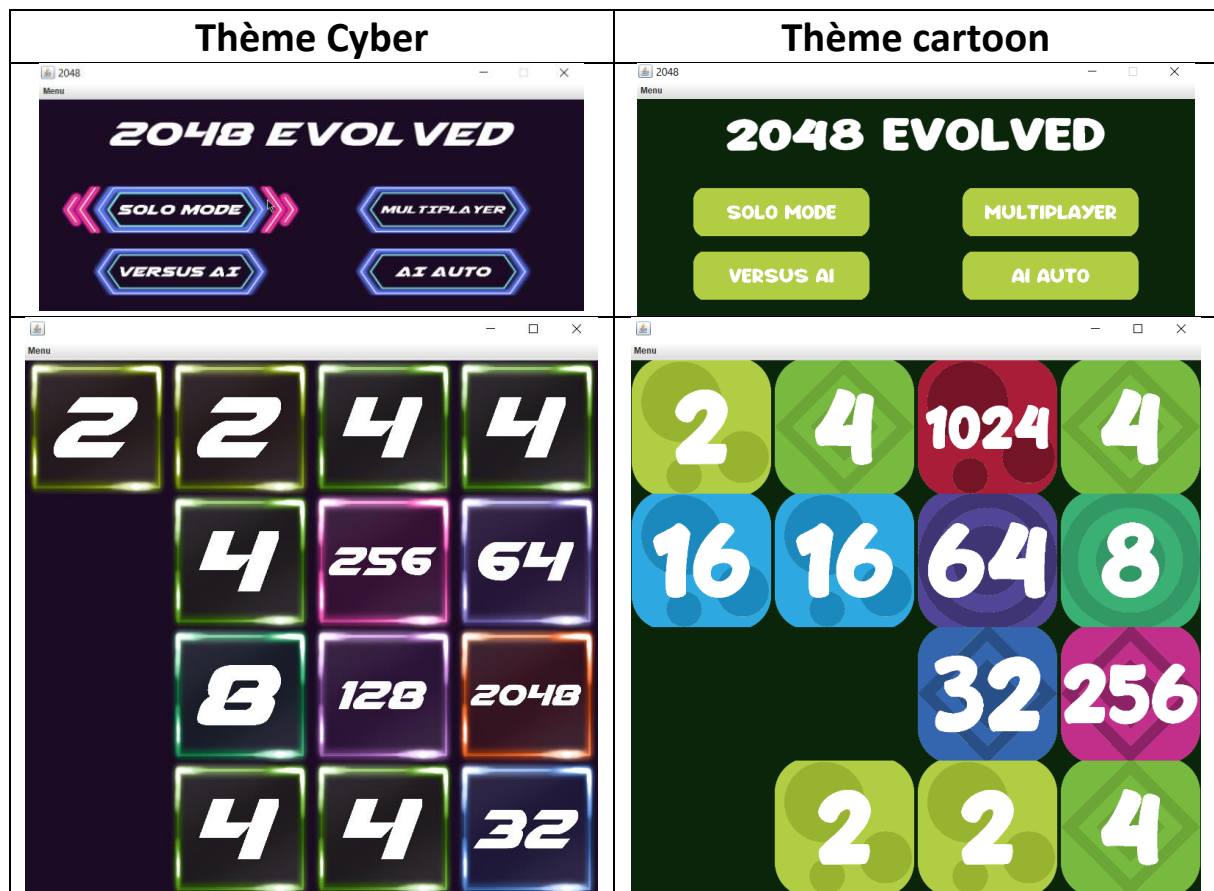 Thème Cyber
Thème cartoon
2048
Menu
2048 EVOLVED
SOLO MODE MULTIPLAYER
VERSUS AI AI AUTO
2048
Menu
2048 EVOLVED
SOLO MODE MULTIPLAYER
VERSUS AI AI AUTO
Menu
2 2 4 4
4 256 64
8 128 2048
4 4 32
Menu
2 4 1024 4
16 16 64 8
32 256
2 2 4